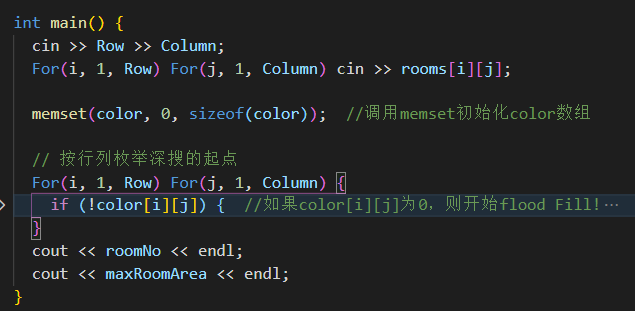 int main() {
cin >> Row >> Column;
For(i, 1, Row) For(j, 1, Column) cin >> rooms[i][j];
memset(color, 0, sizeof(color));  //调用memset初始化color数组
// 按行列枚举深搜的起点
For(i, 1, Row) For(j, 1, Column) {
if (!color[i][j]) {  //如果color[i][j]为0，则开始flood Fill!⋯
}
cout << roomNo << endl;
cout << maxRoomArea << endl;
}